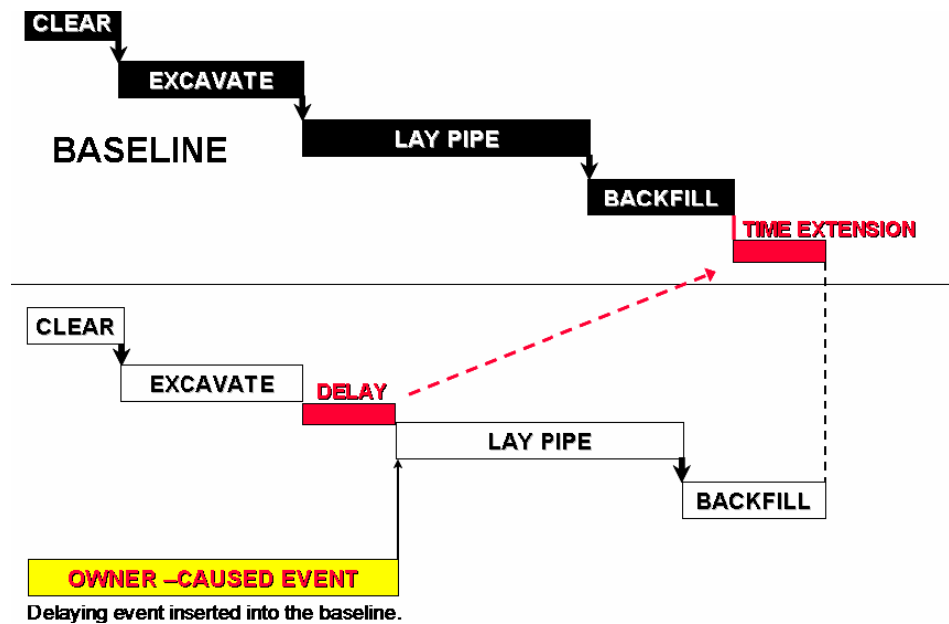 CLEAR
EXCAVATE
LAY PIPE
BASELINE
BACKFILL
TIME EXTENSION
CLEAR
EXCAVATE
DELAY
LAY PIPE
BACKFILL
OWNER –CAUSED EVENT
Delaying event inserted into the baseline.